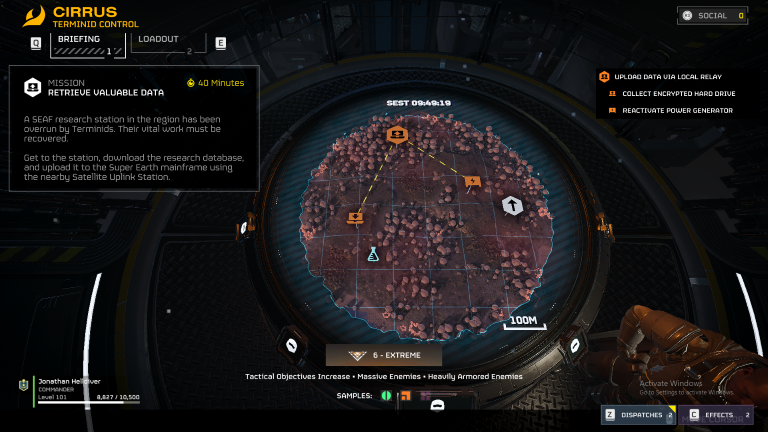 CIRRUS
TERMINID CONTROL
SOCIAL 0
Q BRIEFING 1 LOADOUT 2 E
MISSION
RETRIEVE VALUABLE DATA
40 Minutes
A SEAF research station in the region has been
overrun by Terminids. Their vital work must be
recovered.
Get to the station, download the research database,
and upload it to the Super Earth mainframe using
the nearby Satellite Uplink Station.
UPLOAD DATA VIA LOCAL RELAY
COLLECT ENCRYPTED HARD DRIVE
REACTIVATE POWER GENERATOR
SEST 09:49:19
100M
6 - EXTREME
Tactical Objectives Increase • Massive Enemies • Heavily Armored Enemies
SAMPLES:
Jonathan Helldiver
COMMANDER
Level 101 8,827 / 10,500
Activate Windows
Go to Settings to activate Windows.
Z DISPATCHES 2
C EFFECTS 2